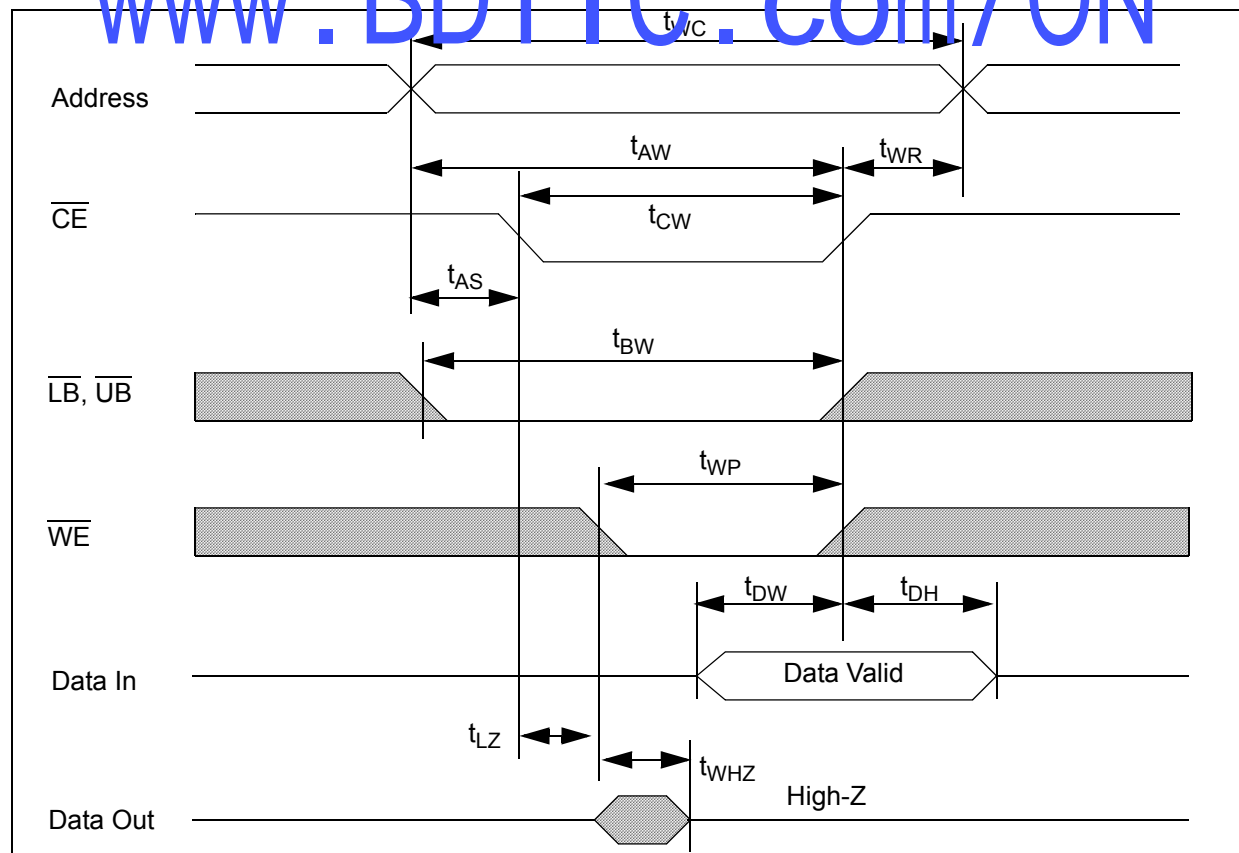 www.BDTIC.com/CN
tWC
Address
tAW
tWR
CE
tCW
tAS
tBW
LB, UB
tWP
WE
tDW
tDH
Data In
Data Valid
tLZ
tWHZ
High-Z
Data Out